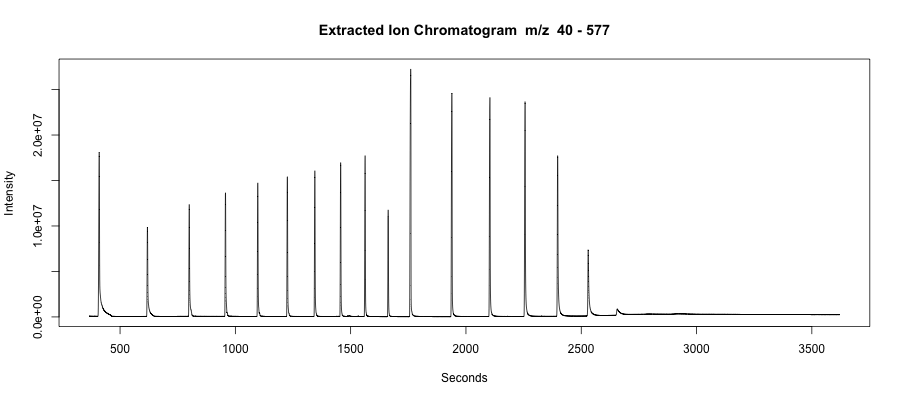 Extracted Ion Chromatogram  m/z  40 - 577
Intensity
2.0e+07
1.0e+07
0.0e+00
500 1000 1500 2000 2500 3000 3500
Seconds